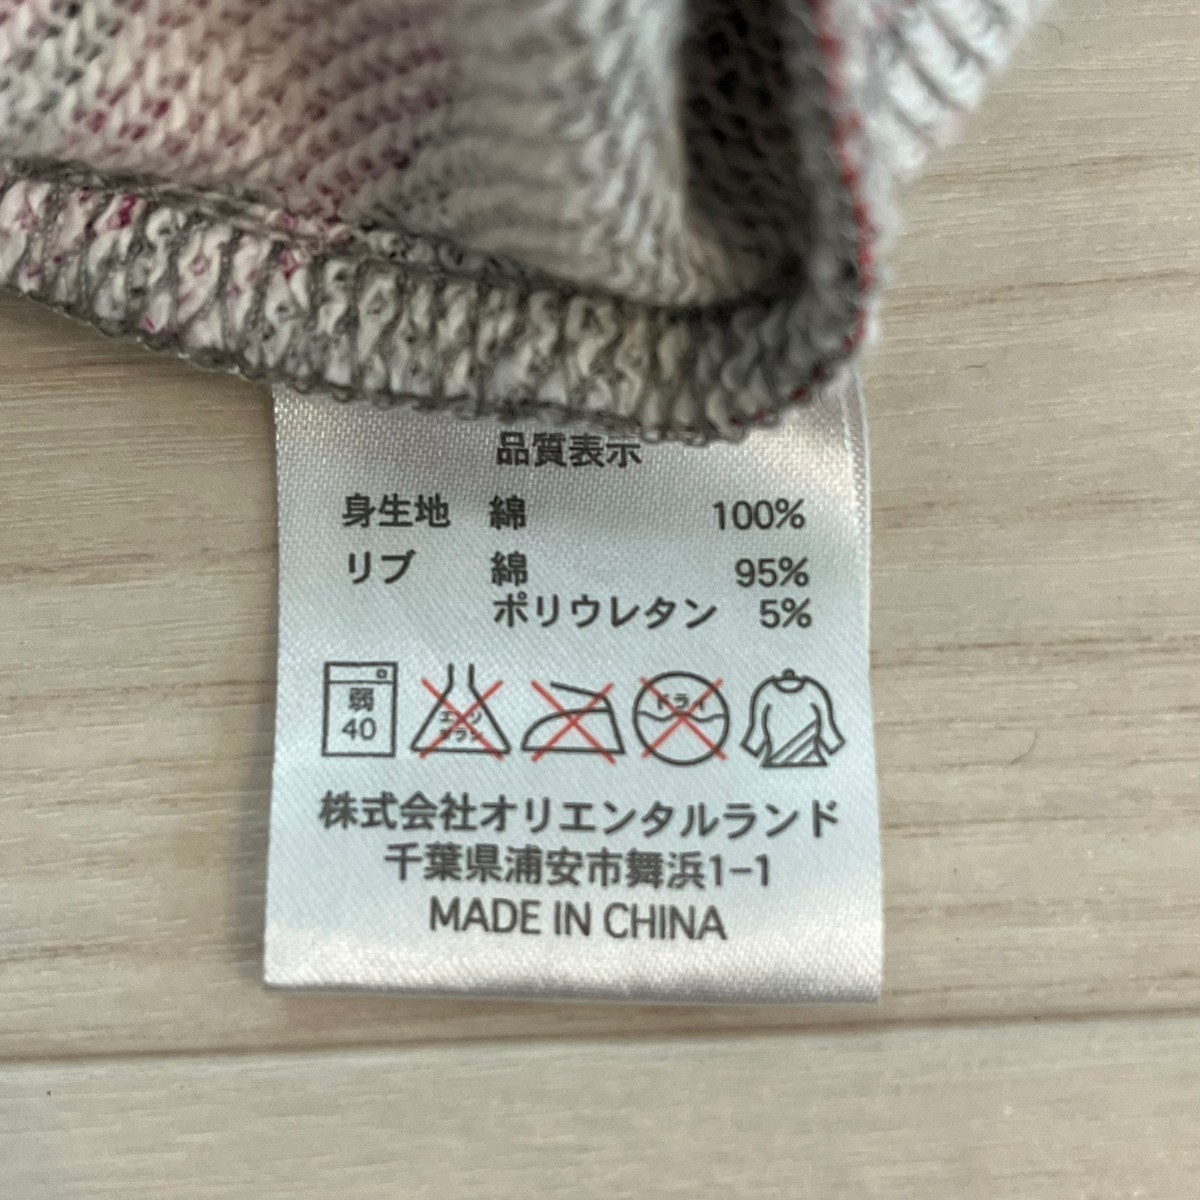 品質表示
身生地 綿 100%
リブ 綿 95%
ポリウレタン 5%
弱 エンソ ドライ
40 サラシ
株式会社オリエンタルランド
千葉県浦安市舞浜1-1
MADE IN CHINA